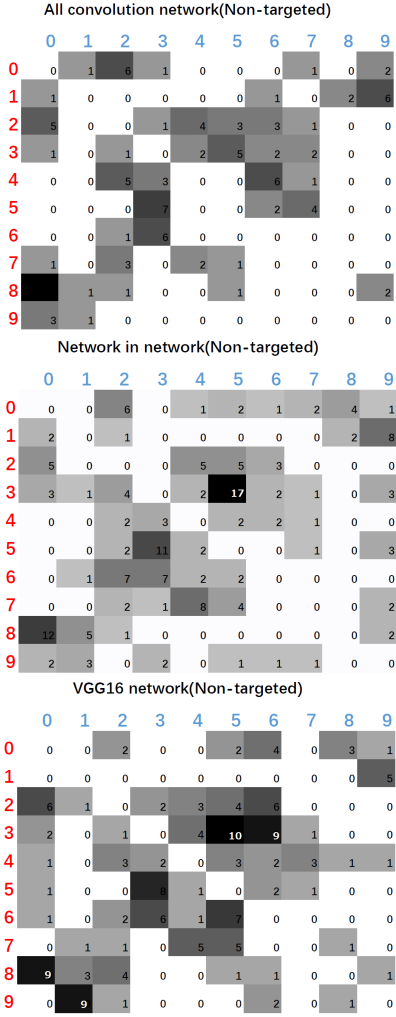 All convolution network(Non-targeted)
0 1 2 3 4 5 6 7 8 9
0 0 1 6 1 0 0 0 1 0 2
1 1 0 0 0 0 0 1 0 2 6
2 5 0 0 1 4 3 3 1 0 0
3 1 0 1 0 2 5 2 2 0 0
4 0 0 5 3 0 0 6 1 0 0
5 0 0 0 7 0 0 2 4 0 0
6 0 0 1 6 0 0 0 0 0 0
7 1 0 3 0 2 1 0 0 0 0
8 1 1 0 0 1 0 0 0 2
9 3 1 0 0 0 0 0 0 0 0
Network in network(Non-targeted)
0 1 2 3 4 5 6 7 8 9
0 0 0 6 0 1 2 1 2 4 1
1 2 0 1 0 0 0 0 0 2 8
2 5 0 0 0 5 5 3 0 0 0
3 3 1 4 0 2 17 2 1 0 3
4 0 0 2 3 0 2 2 1 0 0
5 0 0 2 11 2 0 0 1 0 3
6 0 1 7 7 2 2 0 0 0 0
7 0 0 2 1 8 4 0 0 0 2
8 12 5 1 0 0 0 0 0 0 2
9 2 3 0 2 0 1 1 1 0 0
VGG16 network(Non-targeted)
0 1 2 3 4 5 6 7 8 9
0 0 0 2 0 0 2 4 0 3 1
1 0 0 0 0 0 0 0 0 0 5
2 6 1 0 2 3 4 6 0 0 0
3 2 0 1 0 4 10 9 1 0 0
4 1 0 3 2 0 3 2 3 1 1
5 1 0 0 8 1 0 2 1 0 0
6 1 0 2 6 1 7 0 0 0 0
7 0 1 1 0 5 5 0 0 1 0
8 9 3 4 0 0 1 1 0 0 1
9 0 9 1 0 0 0 2 0 1 0